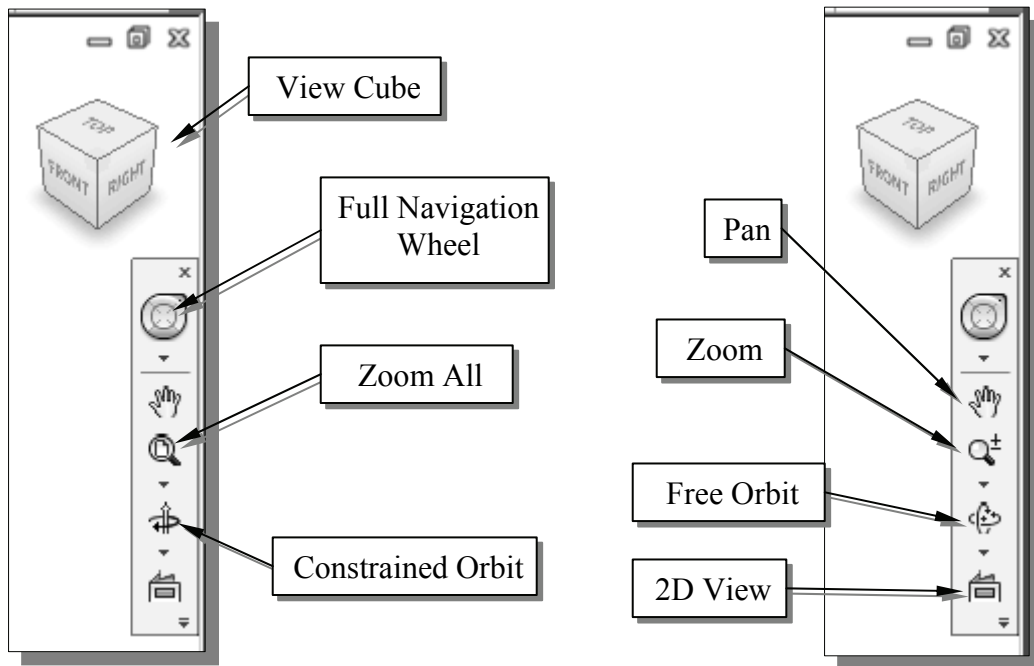 View Cube
TOP
FRONT
RIGHT
Full Navigation
Wheel
Zoom All
Constrained Orbit
TOP
FRONT
RIGHT
Pan
Zoom
Free Orbit
2D View